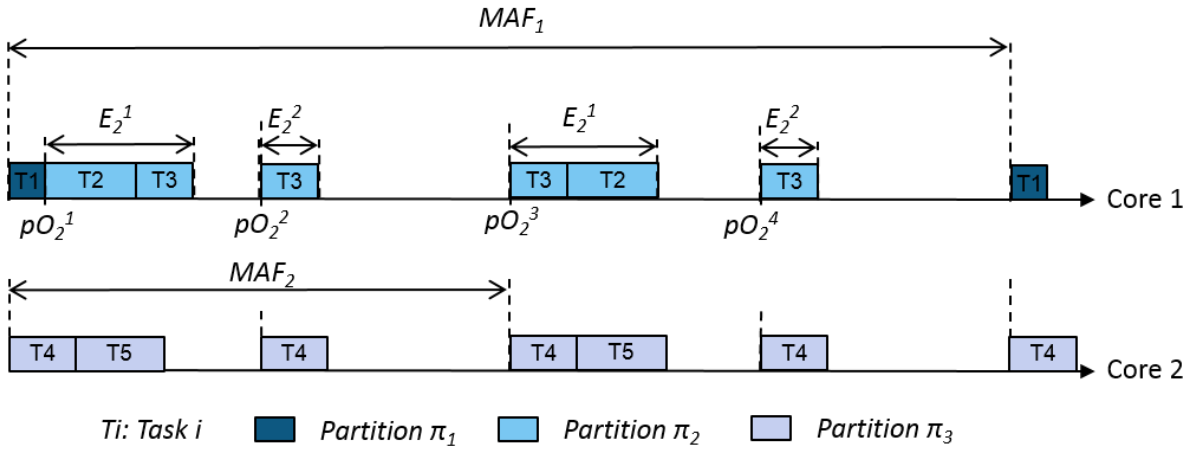 MAF₁
E₂¹ E₂² E₂¹ E₂²
T1 T2 T3 T3 T3 T2 T3 T1
Core 1
pO₂¹ pO₂² pO₂³ pO₂⁴
MAF₂
T4 T5 T4 T4 T5 T4 T4
Core 2
Ti: Task i Partition π₁ Partition π₂ Partition π₃